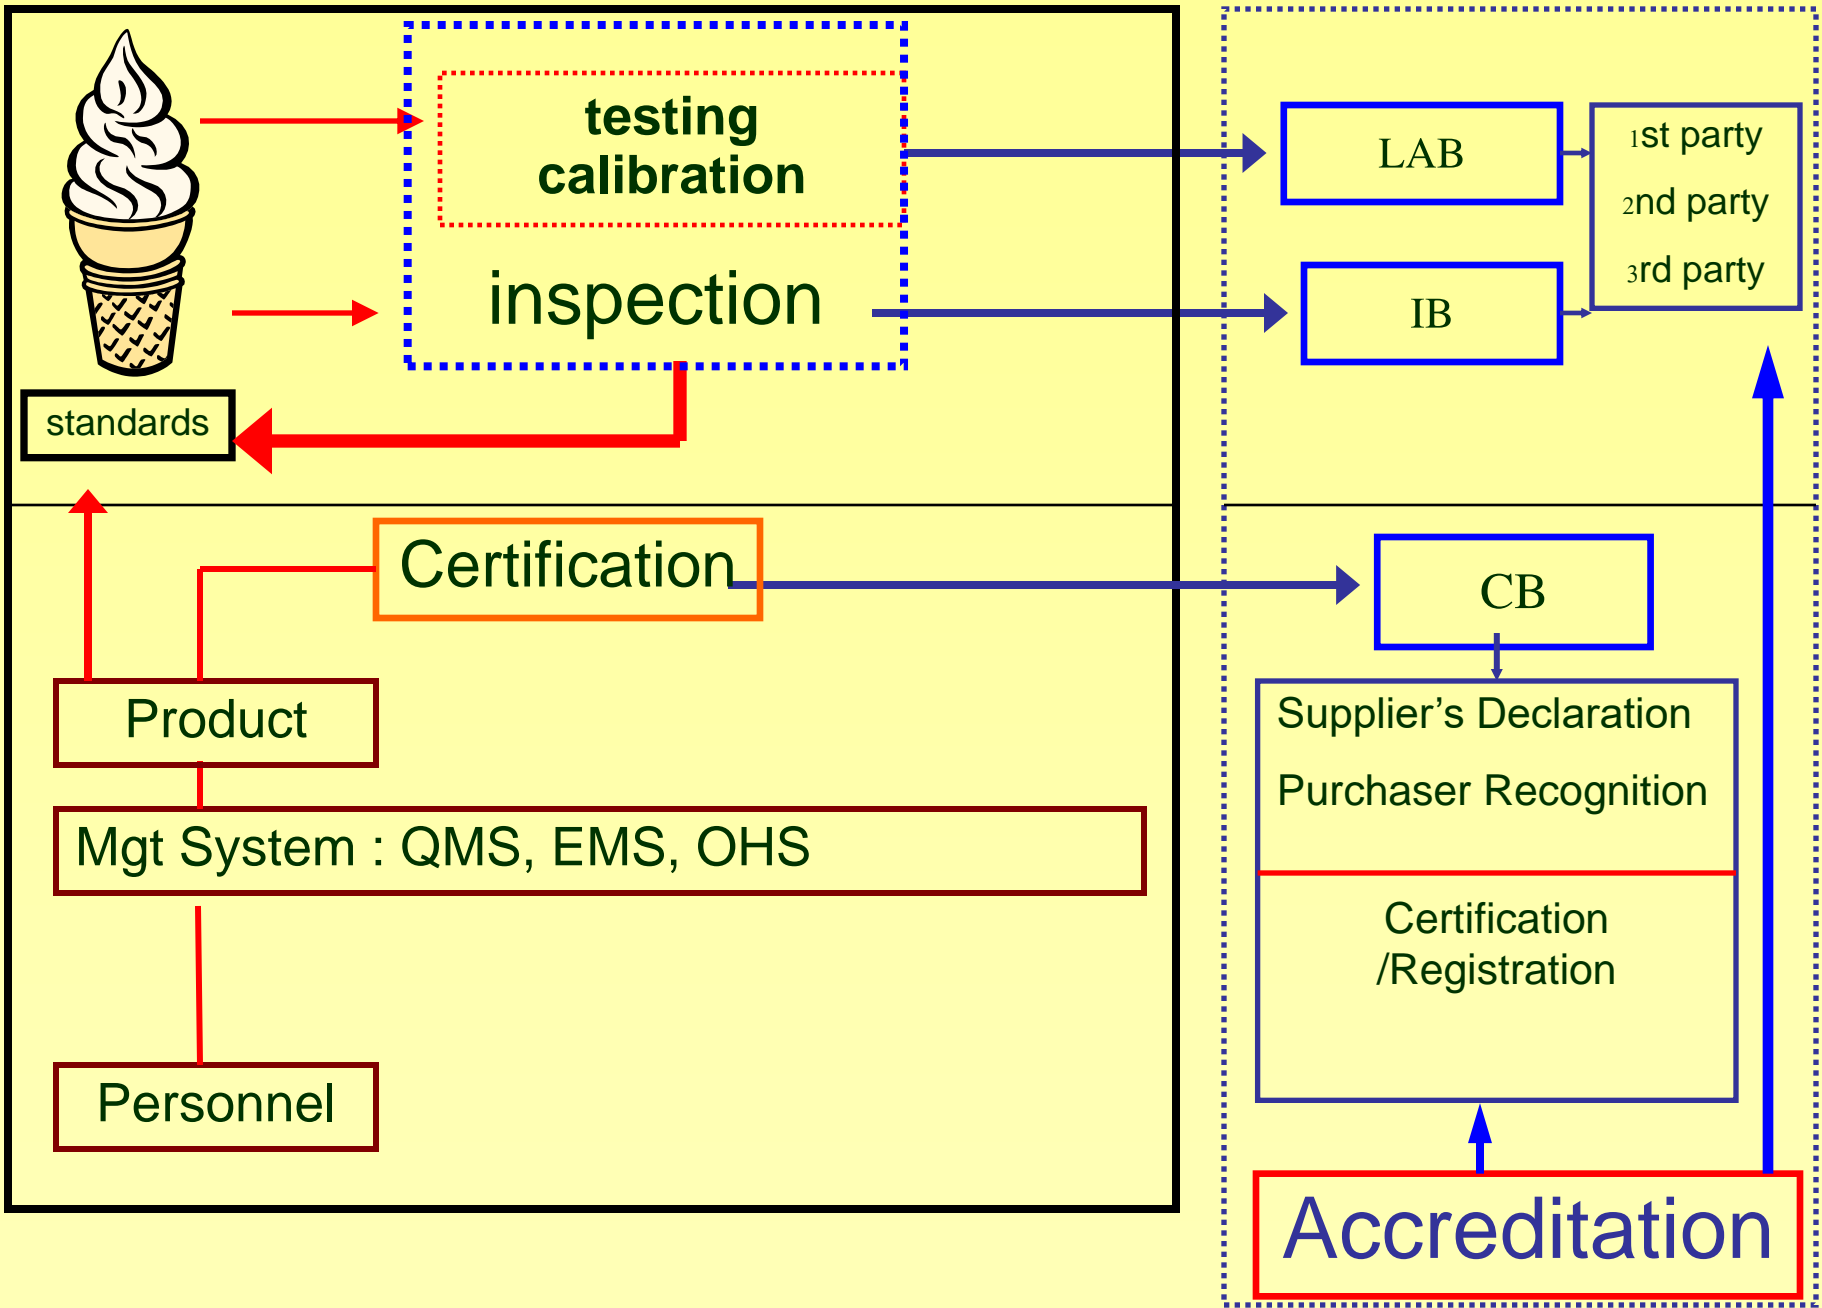 testing
calibration
inspection
standards
LAB
IB
1st party
2nd party
3rd party
Certification
Product
Mgt System : QMS, EMS, OHS
Personnel
CB
Supplier’s Declaration
Purchaser Recognition
Certification
/Registration
Accreditation